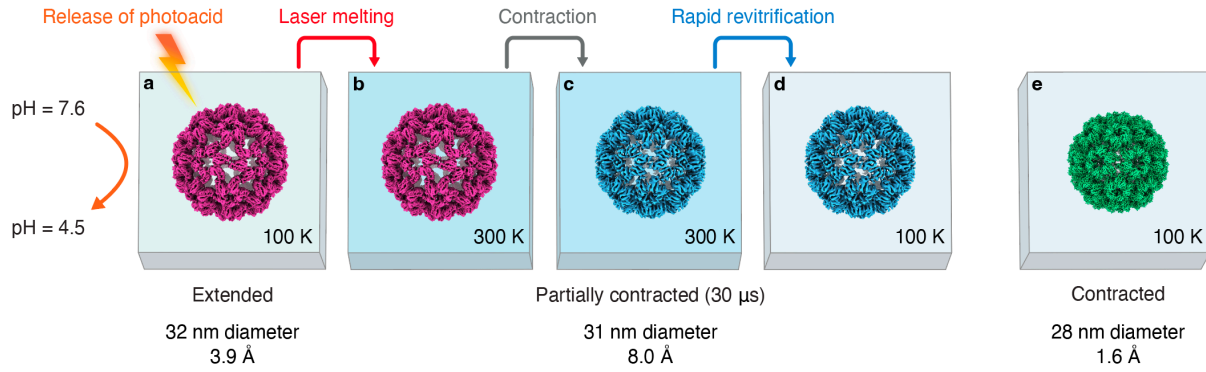 Release of photoacid
Laser melting
Contraction
Rapid revitrification
pH = 7.6
pH = 4.5
a
100 K
b
300 K
c
300 K
d
100 K
e
100 K
Extended
32 nm diameter
3.9 Å
Partially contracted (30 µs)
31 nm diameter
8.0 Å
Contracted
28 nm diameter
1.6 Å